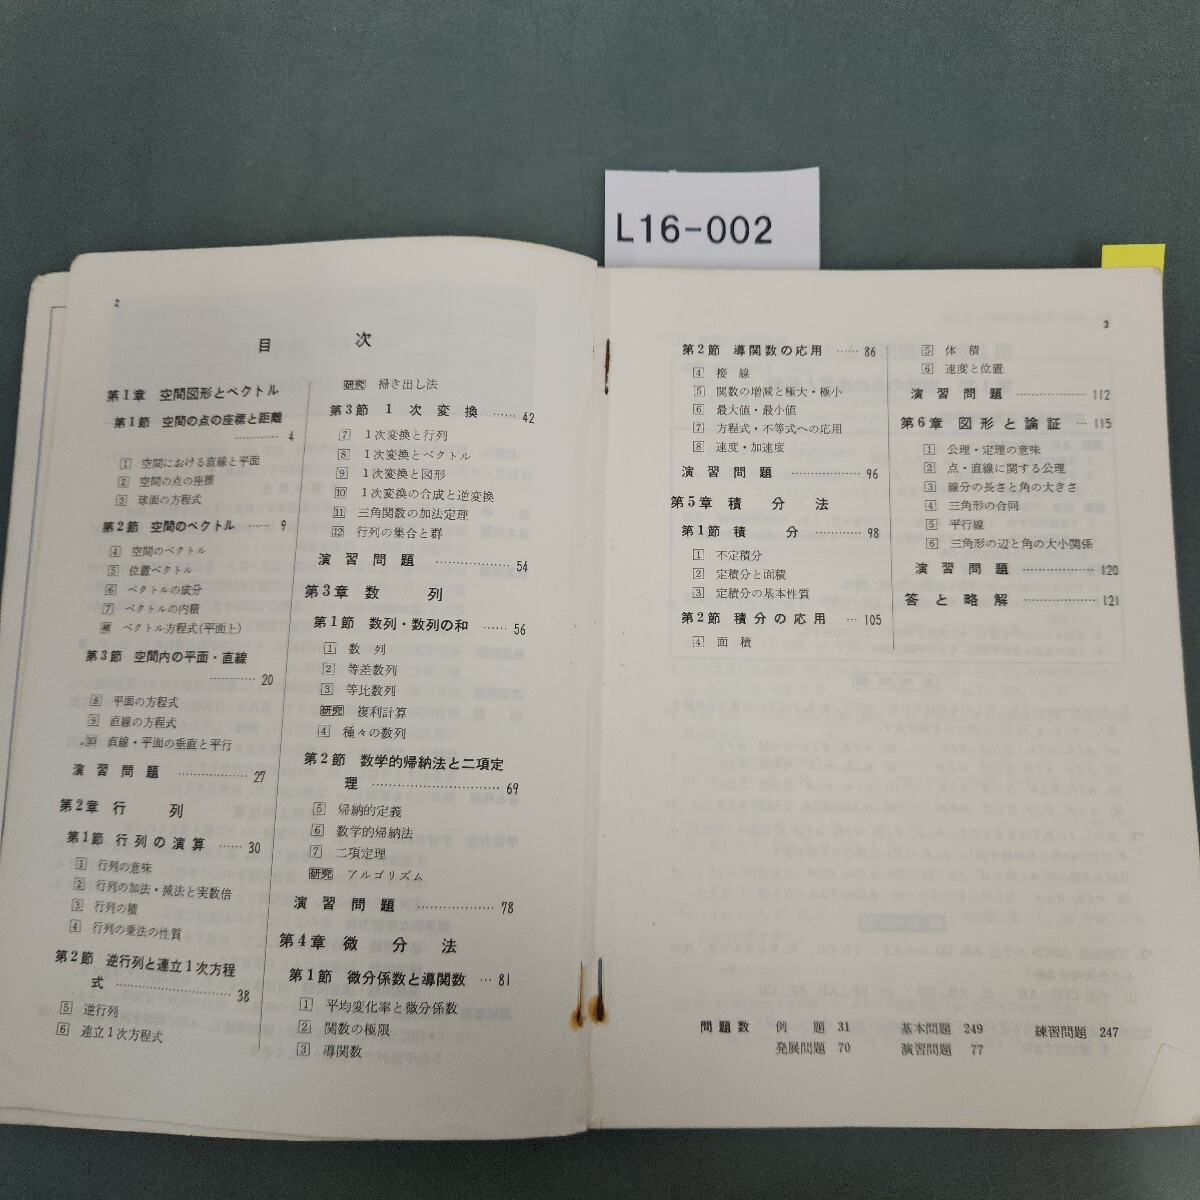 L16-002
2
目 次
第1章 空間図形とベクトル
第1節 空間の点の座標と距離
………… 4
1 空間における直線と平面
2 空間の点の座標
3 球面の方程式
第2節 空間のベクトル …… 9
4 空間のベクトル
5 位置ベクトル
6 ベクトルの成分
7 ベクトルの内積
補 ベクトル方程式(平面上)
第3節 空間内の平面・直線
………… 20
8 平面の方程式
9 直線の方程式
10 直線・平面の垂直と平行
演習問題 ……………… 27
第2章 行 列
第1節 行列の演算 …… 30
1 行列の意味
2 行列の加法・減法と実数倍
3 行列の積
4 行列の乗法の性質
第2節 逆行列と連立1次方程
式 ………………… 38
5 逆行列
6 連立1次方程式
研究 掃き出し法
第3節 1次変換 …… 42
7 1次変換と行列
8 1次変換とベクトル
9 1次変換と図形
10 1次変換の合成と逆変換
11 三角関数の加法定理
12 行列の集合と群
演習問題 ……………… 54
第3章 数 列
第1節 数列・数列の和 …… 56
1 数 列
2 等差数列
3 等比数列
研究 複利計算
4 種々の数列
第2節 数学的帰納法と二項定
理 ………………… 69
5 帰納的定義
6 数学的帰納法
7 二項定理
研究 アルゴリズム
演習問題 ……………… 78
第4章 微 分 法
第1節 微分係数と導関数 … 81
1 平均変化率と微分係数
2 関数の極限
3 導関数
3
第2節 導関数の応用 …… 86
4 接 線
5 関数の増減と極大・極小
6 最大値・最小値
7 方程式・不等式への応用
8 速度・加速度
演習問題 ……………… 96
第5章 積 分 法
第1節 積 分 ………… 98
1 不定積分
2 定積分と面積
3 定積分の基本性質
第2節 積分の応用 … 105
4 面 積
5 体 積
6 速度と位置
演習問題 ……………… 112
第6章 図形と論証 … 115
1 公理・定理の意味
2 点・直線に関する公理
3 線分の長さと角の大きさ
4 三角形の合同
5 平行線
6 三角形の辺と角の大小関係
演習問題 ……………… 120
答と略解 ……………… 121
問題数 例 題 31 基本問題 249 練習問題 247
発展問題 70 演習問題 77